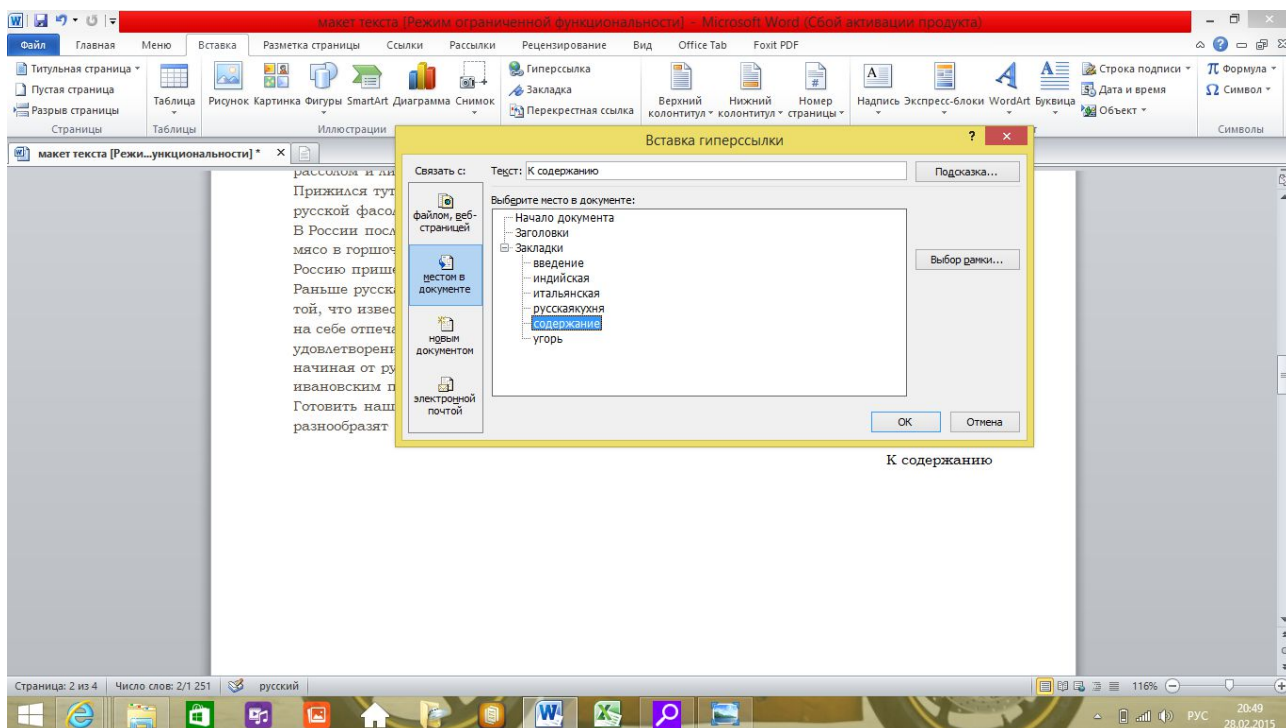 макет текста [Режим ограниченной функциональности] - Microsoft Word (Сбой активации продукта)
Файл Главная Меню Вставка Разметка страницы Ссылки Рассылки Рецензирование Вид Office Tab Foxit PDF
Титульная страница
Пустая страница
Разрыв страницы
Страницы
Таблица
Таблицы
Рисунок Картинка Фигуры SmartArt Диаграмма Снимок
Иллюстрации
Гиперссылка
Закладка
Перекрестная ссылка
Верхний колонтитул
Нижний колонтитул
Номер страницы
Надпись Экспресс-блоки WordArt Буквица
Строка подписи
Дата и время
Объект
Формула
Символ
Символы
макет текста [Режи...ункциональности] *
рассолом и ли
Прижился тут
русской фасол
В России посл
мясо в горшоч
Россию прише
Раньше русск
той, что извес
на себе отпеча
удовлетворени
начиная от ру
ивановским п
Готовить наш
разнообразят
Вставка гиперссылки
Связать с:
Текст: К содержанию
Подсказка...
файлом, веб-страницей
местом в документе
новым документом
электронной почтой
Выберите место в документе:
Начало документа
Заголовки
Закладки
введение
индийская
итальянская
русскаякухня
содержание
угорь
Выбор рамки...
ОК
Отмена
К содержанию
Страница: 2 из 4 Число слов: 2/1 251 русский
116%
РУС
20:49
28.02.2015